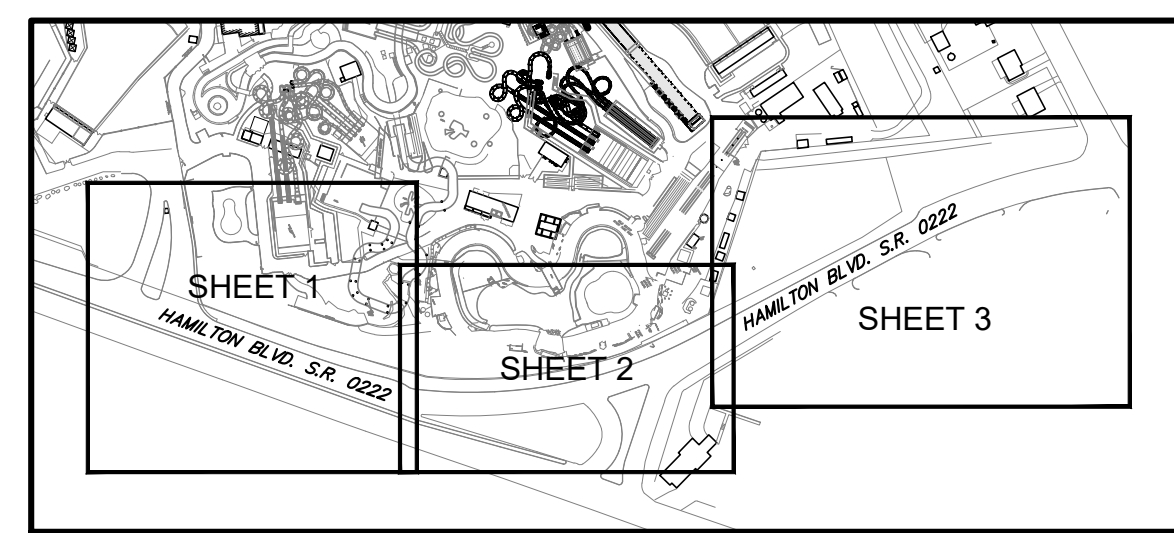 SHEET 1
HAMILTON BLVD. S.R. 0222
SHEET 2
HAMILTON BLVD. S.R. 0222
SHEET 3